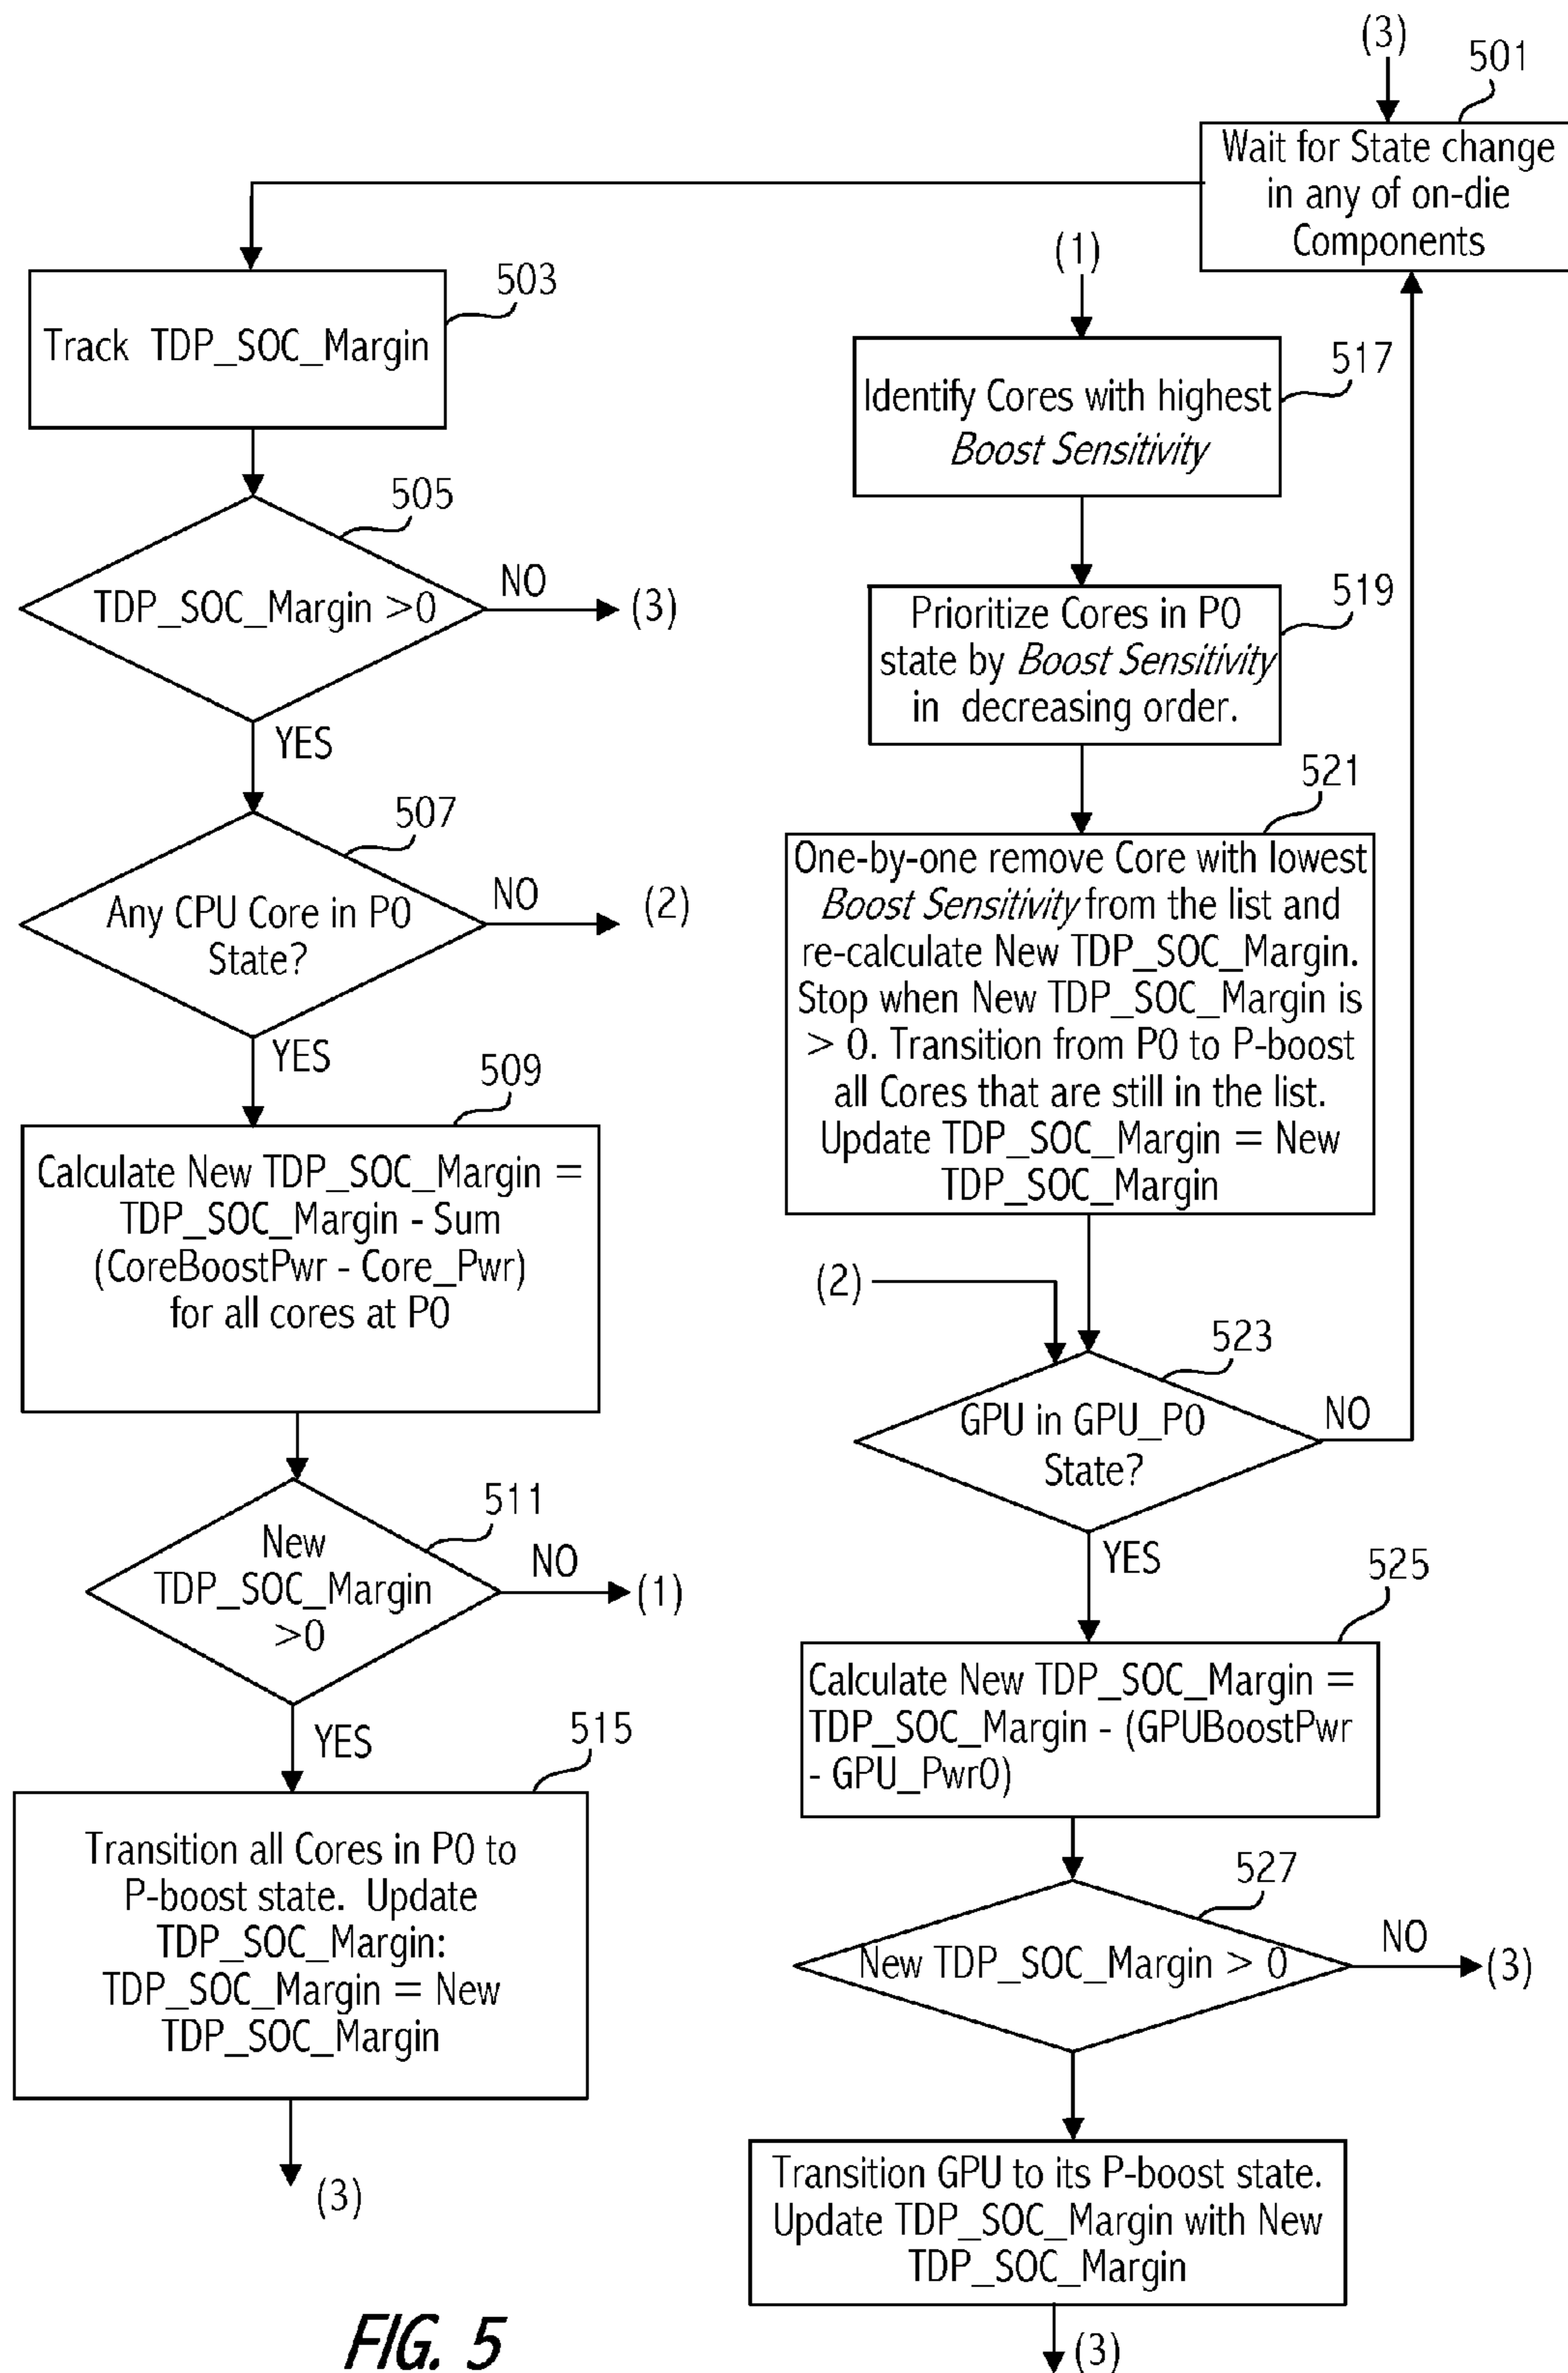 (3)
501
Wait for State change
in any of on-die
Components
503
Track TDP_SOC_Margin
505
TDP_SOC_Margin >0
NO
(3)
YES
507
Any CPU Core in P0
State?
NO
(2)
YES
509
Calculate New TDP_SOC_Margin =
TDP_SOC_Margin - Sum
(CoreBoostPwr - Core_Pwr)
for all cores at P0
511
New
TDP_SOC_Margin
>0
NO
(1)
YES
515
Transition all Cores in P0 to
P-boost state. Update
TDP_SOC_Margin:
TDP_SOC_Margin = New
TDP_SOC_Margin
(3)
(1)
517
Identify Cores with highest
Boost Sensitivity
519
Prioritize Cores in P0
state by Boost Sensitivity
in decreasing order.
521
One-by-one remove Core with lowest
Boost Sensitivity from the list and
re-calculate New TDP_SOC_Margin.
Stop when New TDP_SOC_Margin is
> 0. Transition from P0 to P-boost
all Cores that are still in the list.
Update TDP_SOC_Margin = New
TDP_SOC_Margin
(2)
523
GPU in GPU_P0
State?
NO
YES
525
Calculate New TDP_SOC_Margin =
TDP_SOC_Margin - (GPUBoostPwr
- GPU_Pwr0)
527
New TDP_SOC_Margin > 0
NO
(3)
Transition GPU to its P-boost state.
Update TDP_SOC_Margin with New
TDP_SOC_Margin
(3)
FIG. 5